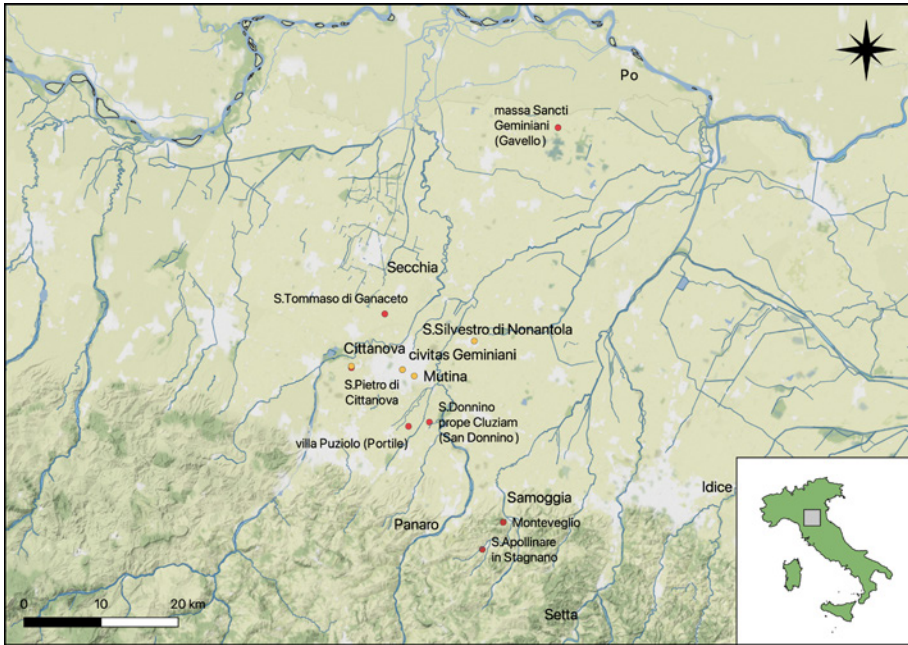 Po
massa Sancti
Geminiani
(Gavello)
Secchia
S.Tommaso di Ganaceto
S.Silvestro di Nonantola
Cittanova
civitas Geminiani
Mutina
S.Pietro di
Cittanova
S.Donnino
prope Cluziam
(San Donnino)
villa Puziolo (Portile)
Idice
Samoggia
Panaro
Monteveglio
S.Apollinare
in Stagnano
Setta
0 10 20 km